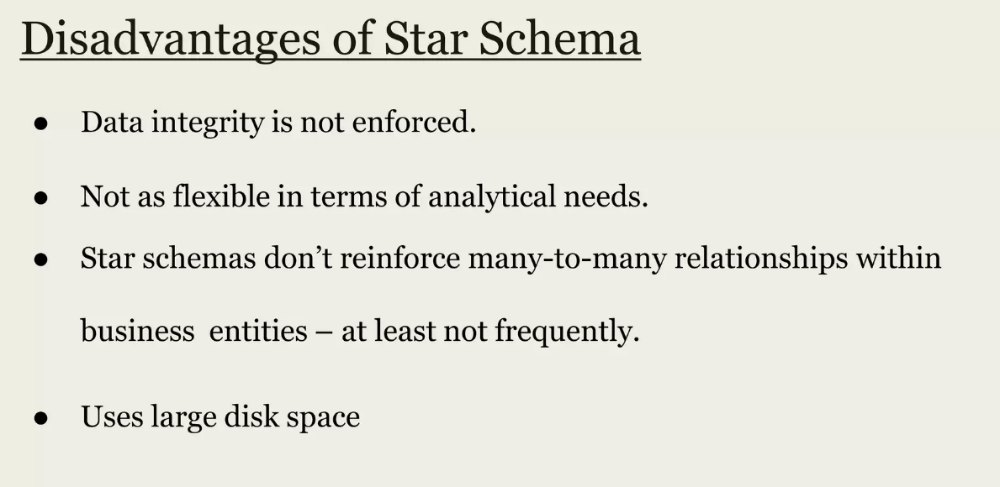 Disadvantages of Star Schema
● Data integrity is not enforced.
● Not as flexible in terms of analytical needs.
● Star schemas don’t reinforce many-to-many relationships within
business  entities – at least not frequently.
● Uses large disk space